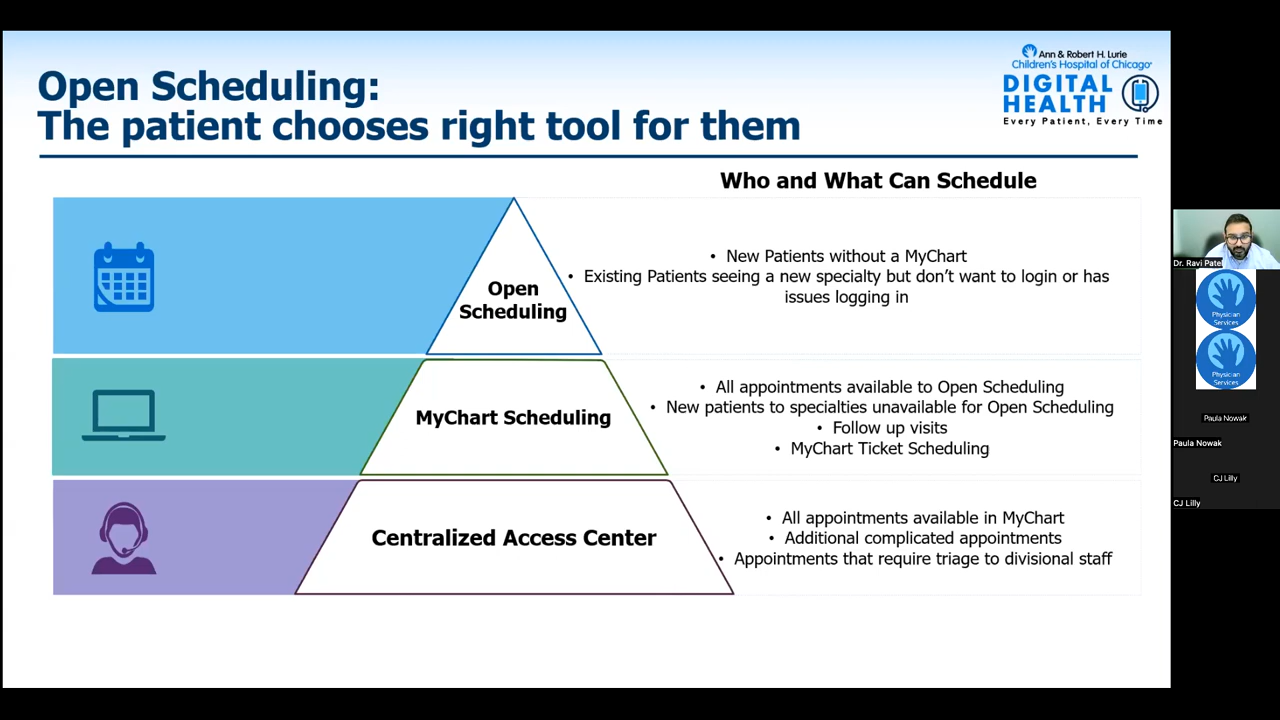 Open Scheduling:
The patient chooses right tool for them
Ann & Robert H. Lurie
Children's Hospital of Chicago®
DIGITAL
HEALTH
Every Patient, Every Time
Who and What Can Schedule
Open
Scheduling
• New Patients without a MyChart
• Existing Patients seeing a new specialty but don't want to login or has
issues logging in
MyChart Scheduling
• All appointments available to Open Scheduling
• New patients to specialties unavailable for Open Scheduling
• Follow up visits
• MyChart Ticket Scheduling
Centralized Access Center
• All appointments available in MyChart
• Additional complicated appointments
• Appointments that require triage to divisional staff
Dr. Ravi Patel
Physician
Services
Physician
Services
Paula Nowak
Paula Nowak
CJ Lilly
CJ Lilly